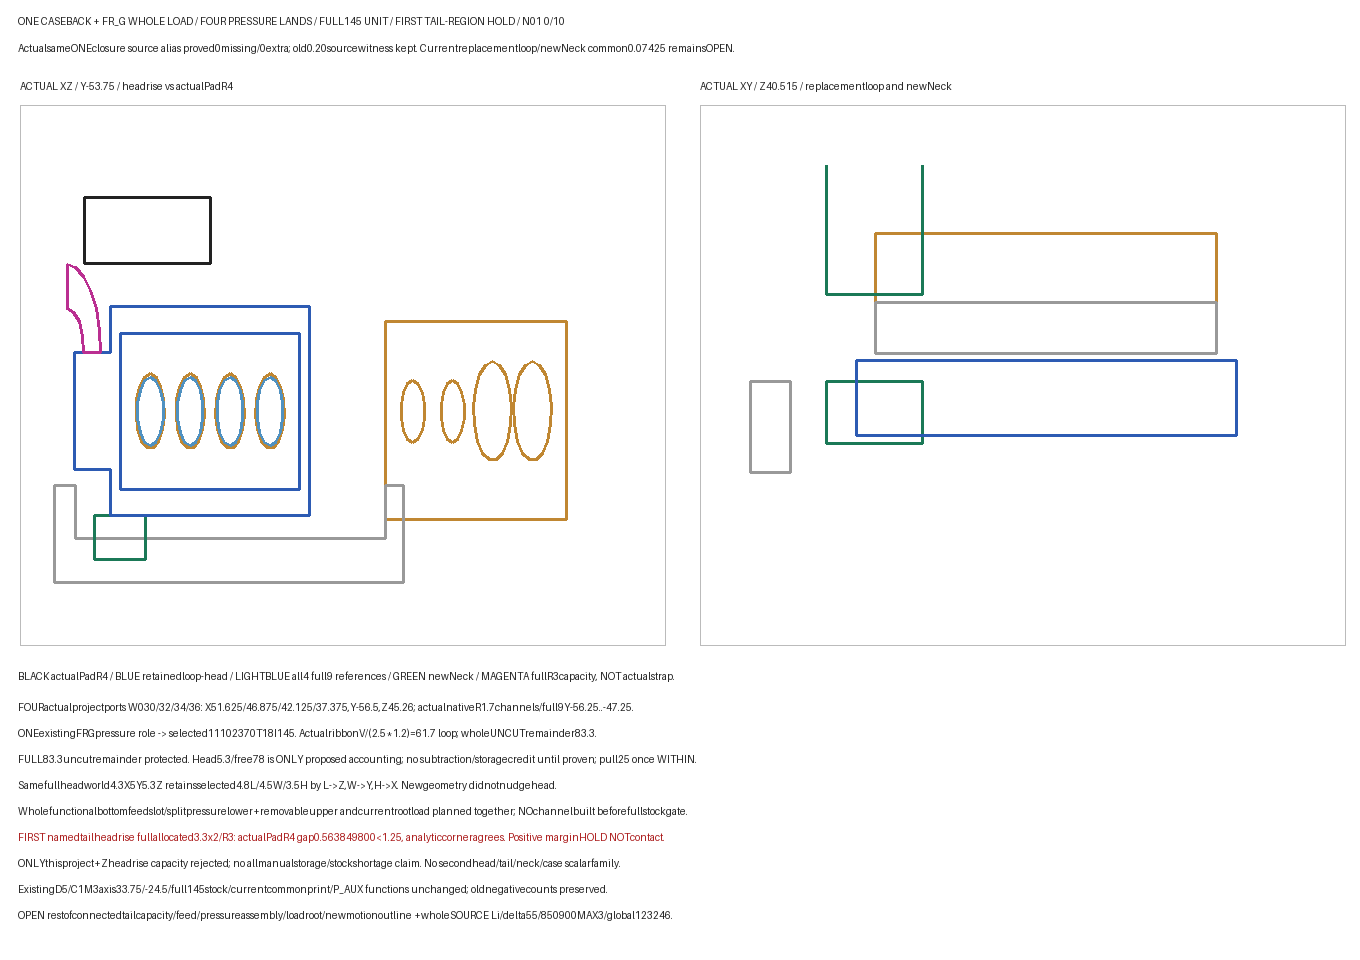 ONE CASEBACK + FR_G WHOLE LOAD / FOUR PRESSURE LANDS / FULL145 UNIT / FIRST TAIL-REGION HOLD / N01 0/10
ActualsameONEclosure source alias proved0missing/0extra; old0.20sourcewitness kept. Currentreplacementloop/newNeck common0.07425 remainsOPEN.
ACTUAL XZ / Y-53.75 / headrise vs actualPadR4
ACTUAL XY / Z40.515 / replacementloop and newNeck
BLACK actualPadR4 / BLUE retainedloop-head / LIGHTBLUE all4 full9 references / GREEN newNeck / MAGENTA fullR3capacity, NOT actualstrap.
FOURactualprojectports W030/32/34/36: X51.625/46.875/42.125/37.375, Y-56.5, Z45.26; actualnativeR1.7channels/full9Y-56.25..-47.25.
ONEexistingFRGpressure role -> selected11102370T18I145. ActualribbonV/(2.5*1.2)=61.7 loop; wholeUNCUTremainder83.3.
FULL83.3uncutremainder protected. Head5.3/free78 is ONLY proposed accounting; no subtraction/storagecredit until proven; pull25 once WITHIN.
Samefullheadworld4.3X5Y5.3Z retainsselected4.8L/4.5W/3.5H by L->Z,W->Y,H->X. Newgeometry didnotnudgehead.
Wholefunctionalbottomfeedslot/splitpressurelower+removableupper andcurrentrootload planned together; NOchannelbuilt beforefullstockgate.
FIRST namedtailheadrise fullallocated3.3x2/R3: actualPadR4 gap0.563849800<1.25, analyticcorneragrees. Positive marginHOLD NOTcontact.
ONLYthisproject+Zheadrise capacity rejected; no allmanualstorage/stockshortage claim. No secondhead/tail/neck/case scalarfamily.
ExistingD5/C1M3axis33.75/-24.5/full145stock/currentcommonprint/P_AUX functions unchanged; oldnegativecounts preserved.
OPEN restofconnectedtailcapacity/feed/pressureassembly/loadroot/newmotionoutline +wholeSOURCE Li/delta55/850900MAX3/global123246.